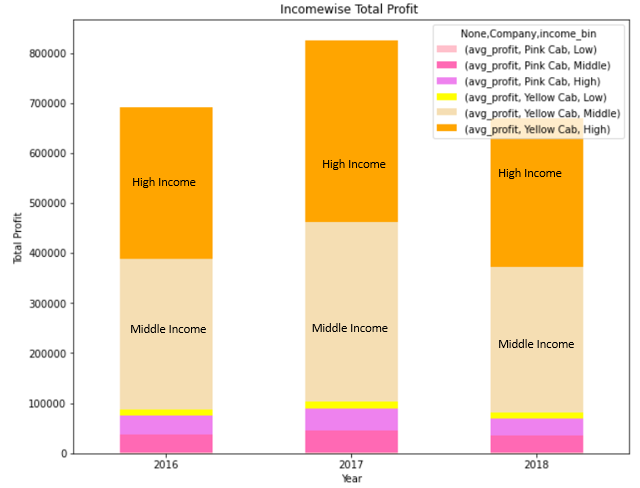 Incomewise Total Profit
None,Company,income_bin
(avg_profit, Pink Cab, Low)
(avg_profit, Pink Cab, Middle)
(avg_profit, Pink Cab, High)
(avg_profit, Yellow Cab, Low)
(avg_profit, Yellow Cab, Middle)
(avg_profit, Yellow Cab, High)
800000
700000
600000
500000
400000
300000
200000
100000
0
Total Profit
High Income
High Income
High Income
Middle Income
Middle Income
Middle Income
2016
2017
2018
Year